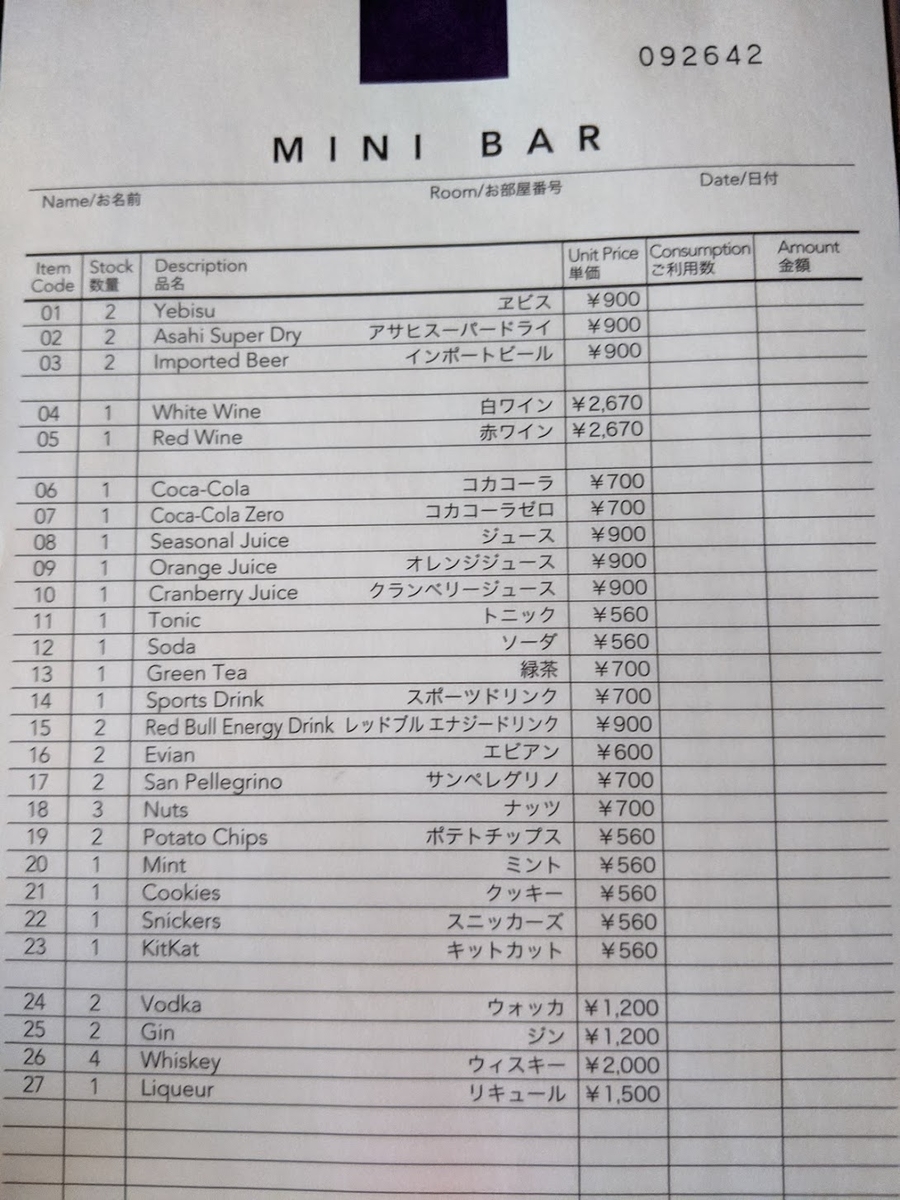 092642
MINI BAR
Name/お名前 Room/お部屋番号 Date/日付
Item Code Stock 数量 Description 品名 Unit Price 単価 Consumption ご利用数 Amount 金額
01 2 Yebisu ヱビス ¥900
02 2 Asahi Super Dry アサヒスーパードライ ¥900
03 2 Imported Beer インポートビール ¥900
04 1 White Wine 白ワイン ¥2,670
05 1 Red Wine 赤ワイン ¥2,670
06 1 Coca-Cola コカコーラ ¥700
07 1 Coca-Cola Zero コカコーラゼロ ¥700
08 1 Seasonal Juice ジュース ¥900
09 1 Orange Juice オレンジジュース ¥900
10 1 Cranberry Juice クランベリージュース ¥900
11 1 Tonic トニック ¥560
12 1 Soda ソーダ ¥560
13 1 Green Tea 緑茶 ¥700
14 1 Sports Drink スポーツドリンク ¥700
15 2 Red Bull Energy Drink レッドブル エナジードリンク ¥900
16 2 Evian エビアン ¥600
17 2 San Pellegrino サンペレグリノ ¥700
18 3 Nuts ナッツ ¥700
19 2 Potato Chips ポテトチップス ¥560
20 1 Mint ミント ¥560
21 1 Cookies クッキー ¥560
22 1 Snickers スニッカーズ ¥560
23 1 KitKat キットカット ¥560
24 2 Vodka ウォッカ ¥1,200
25 2 Gin ジン ¥1,200
26 4 Whiskey ウィスキー ¥2,000
27 1 Liqueur リキュール ¥1,500